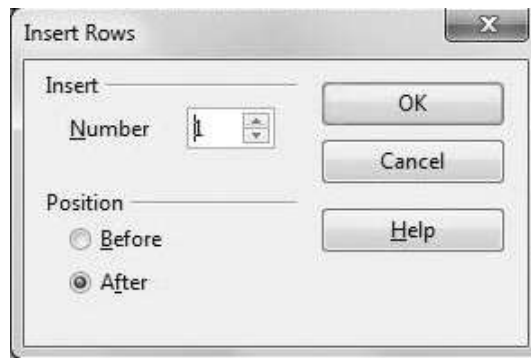 Insert Rows
X
Insert
Number 1
Position
Before
After
OK
Cancel
Help